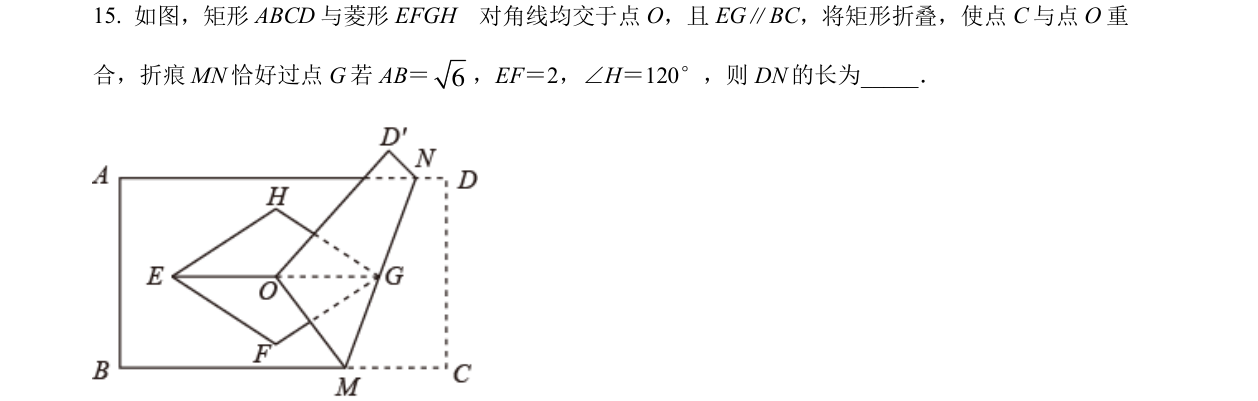 15. 如图，矩形 ABCD 与菱形 EFGH 对角线均交于点 O，且 EG∥BC，将矩形折叠，使点 C 与点 O 重
合，折痕 MN 恰好过点 G 若 AB＝√6，EF＝2，∠H＝120°，则 DN 的长为_____．
D'
N
A
D
H
E
O
G
F
B
M
C